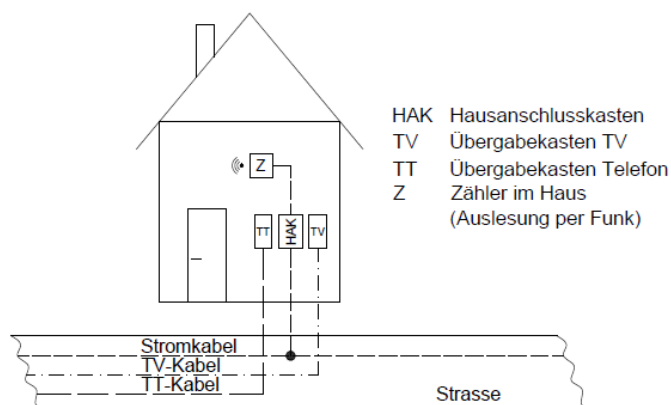 HAK Hausanschlusskasten
TV Übergabekasten TV
TT Übergabekasten Telefon
Z Zähler im Haus
(Auslesung per Funk)
Z
TT
HAK
TV
Stromkabel
TV-Kabel
TT-Kabel
Strasse